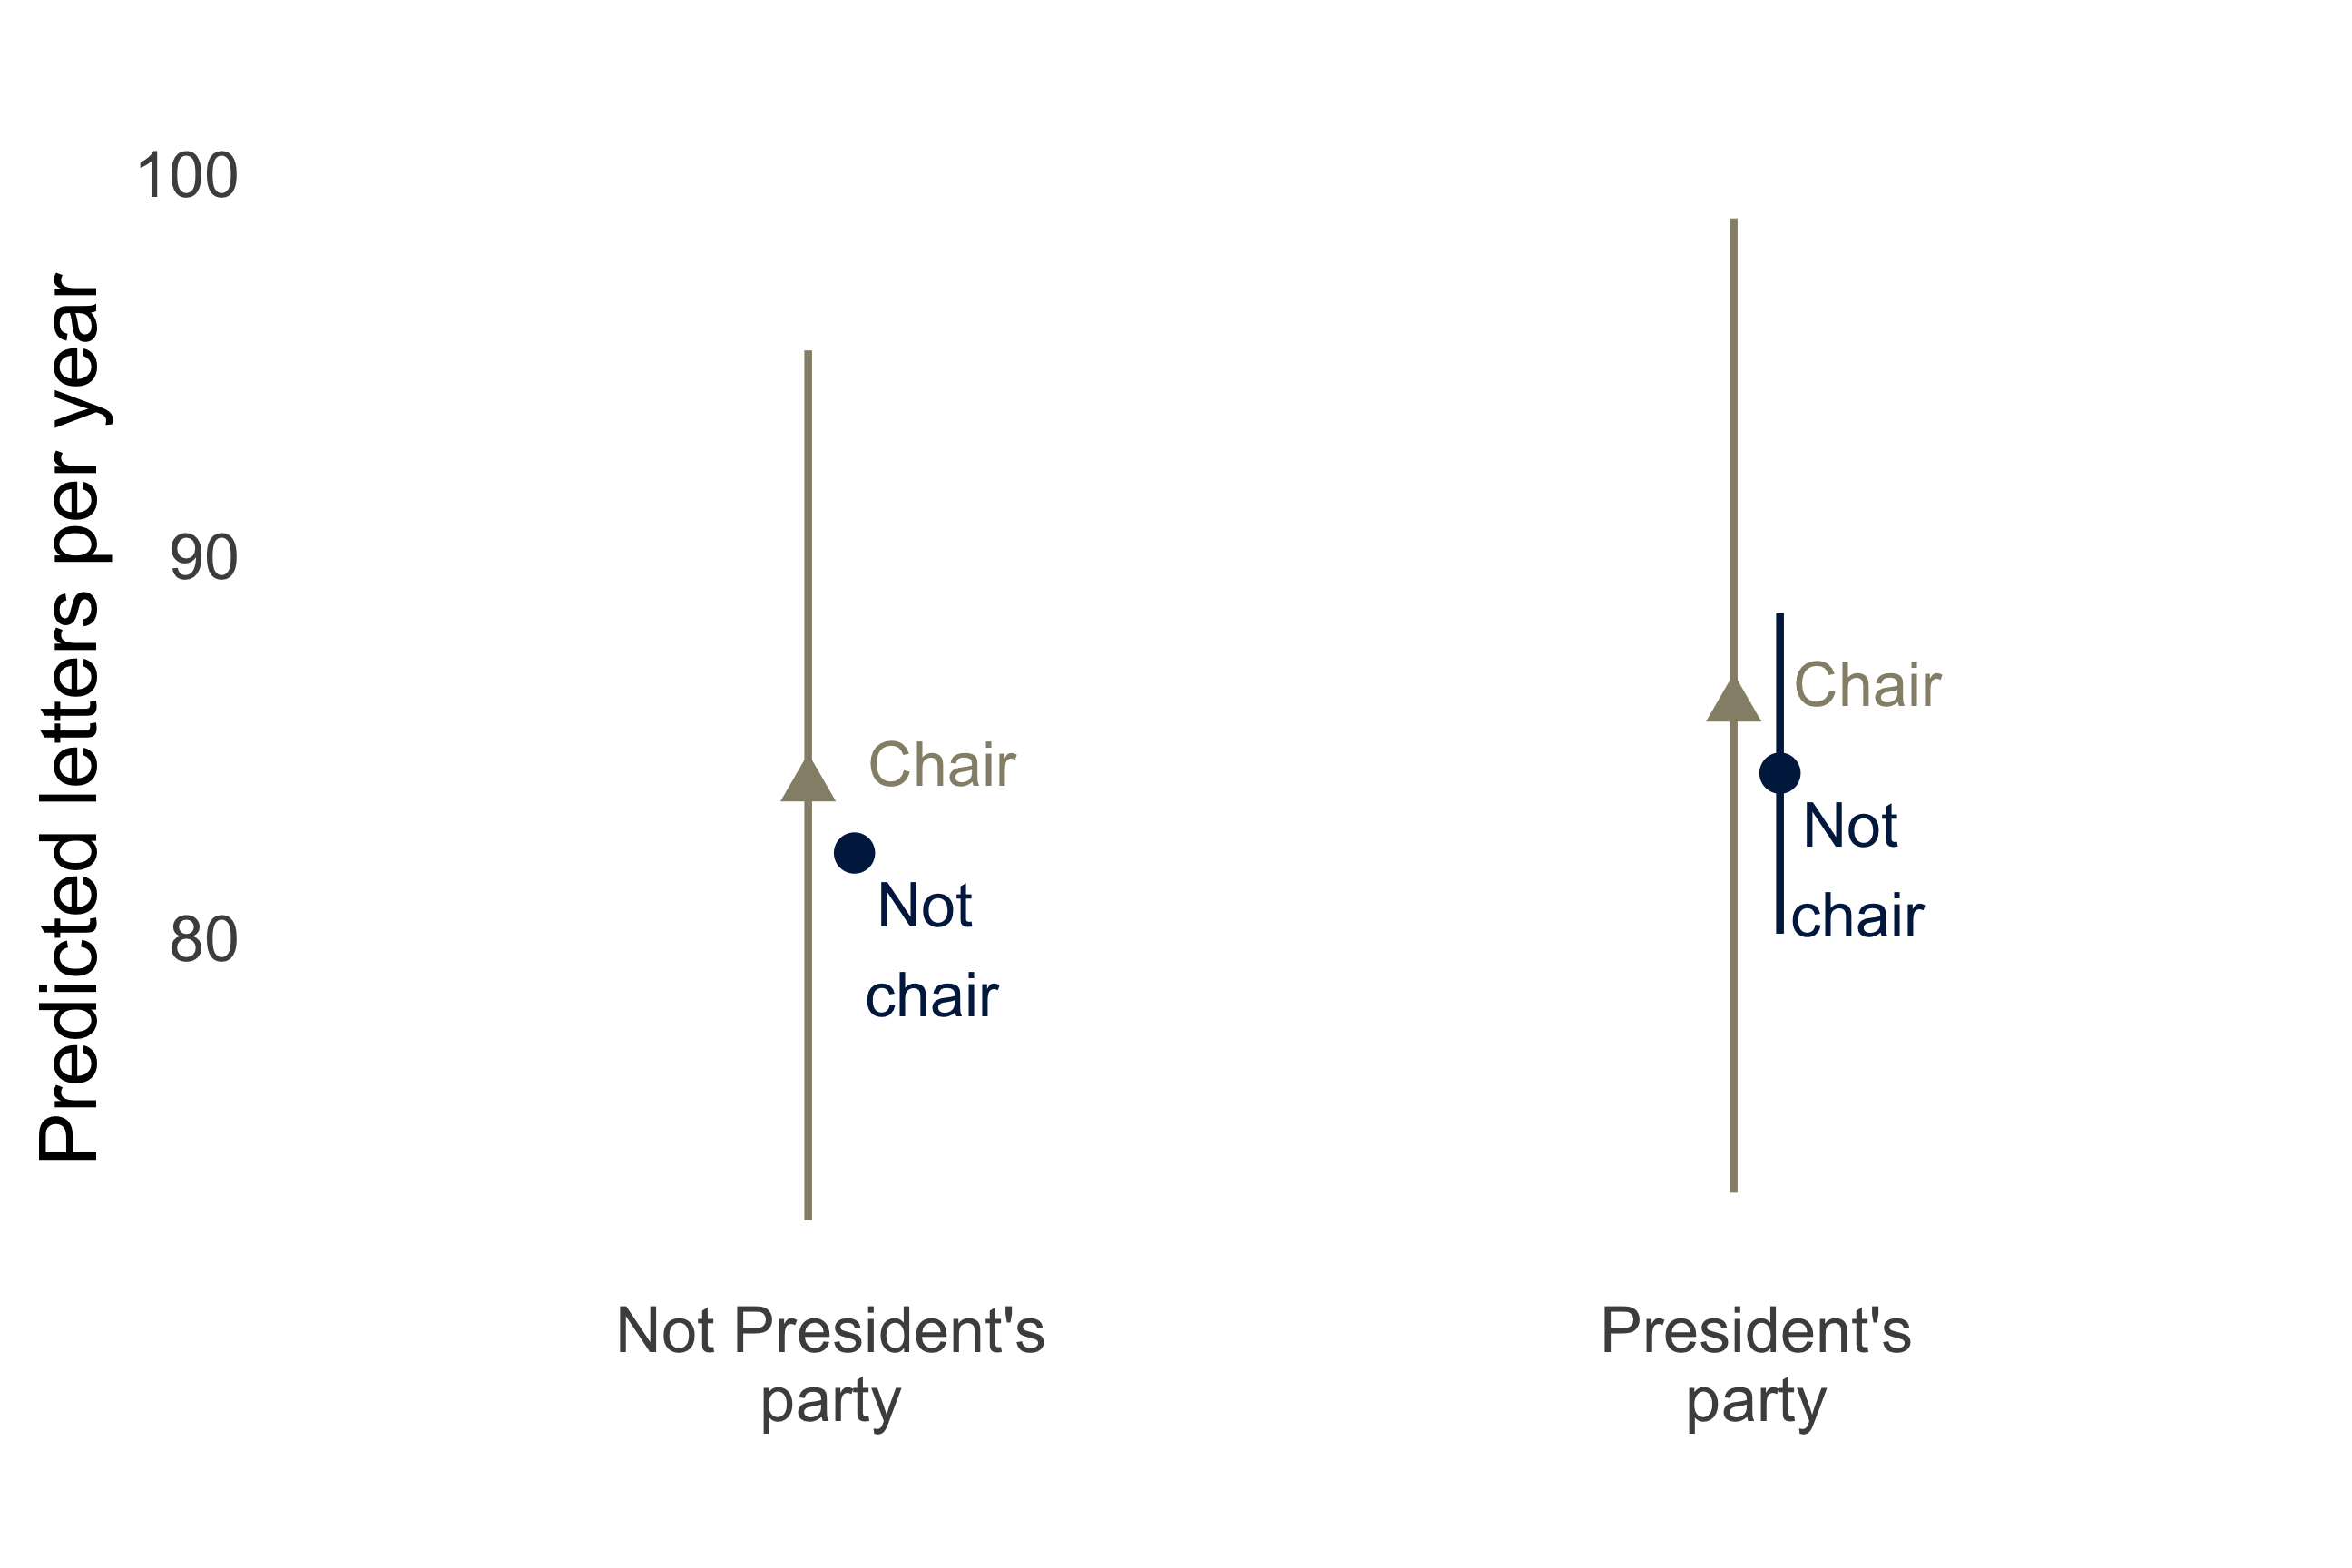 Predicted letters per year
100
90
80
Chair
Not
chair
Chair
Not
chair
Not President's
party
President's
party